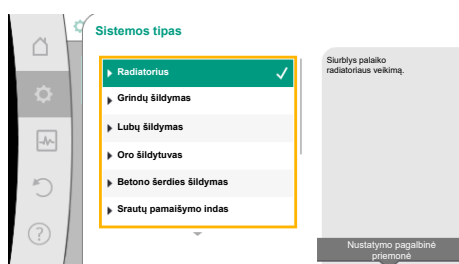 Sistemos tipas
Radiatorius
Grindų šildymas
Lubų šildymas
Oro šildytuvas
Betono šerdies šildymas
Srautų pamaišymo indas
Siurblys palaiko
radiatoriaus veikimą.
Nustatymo pagalbinė
priemonė